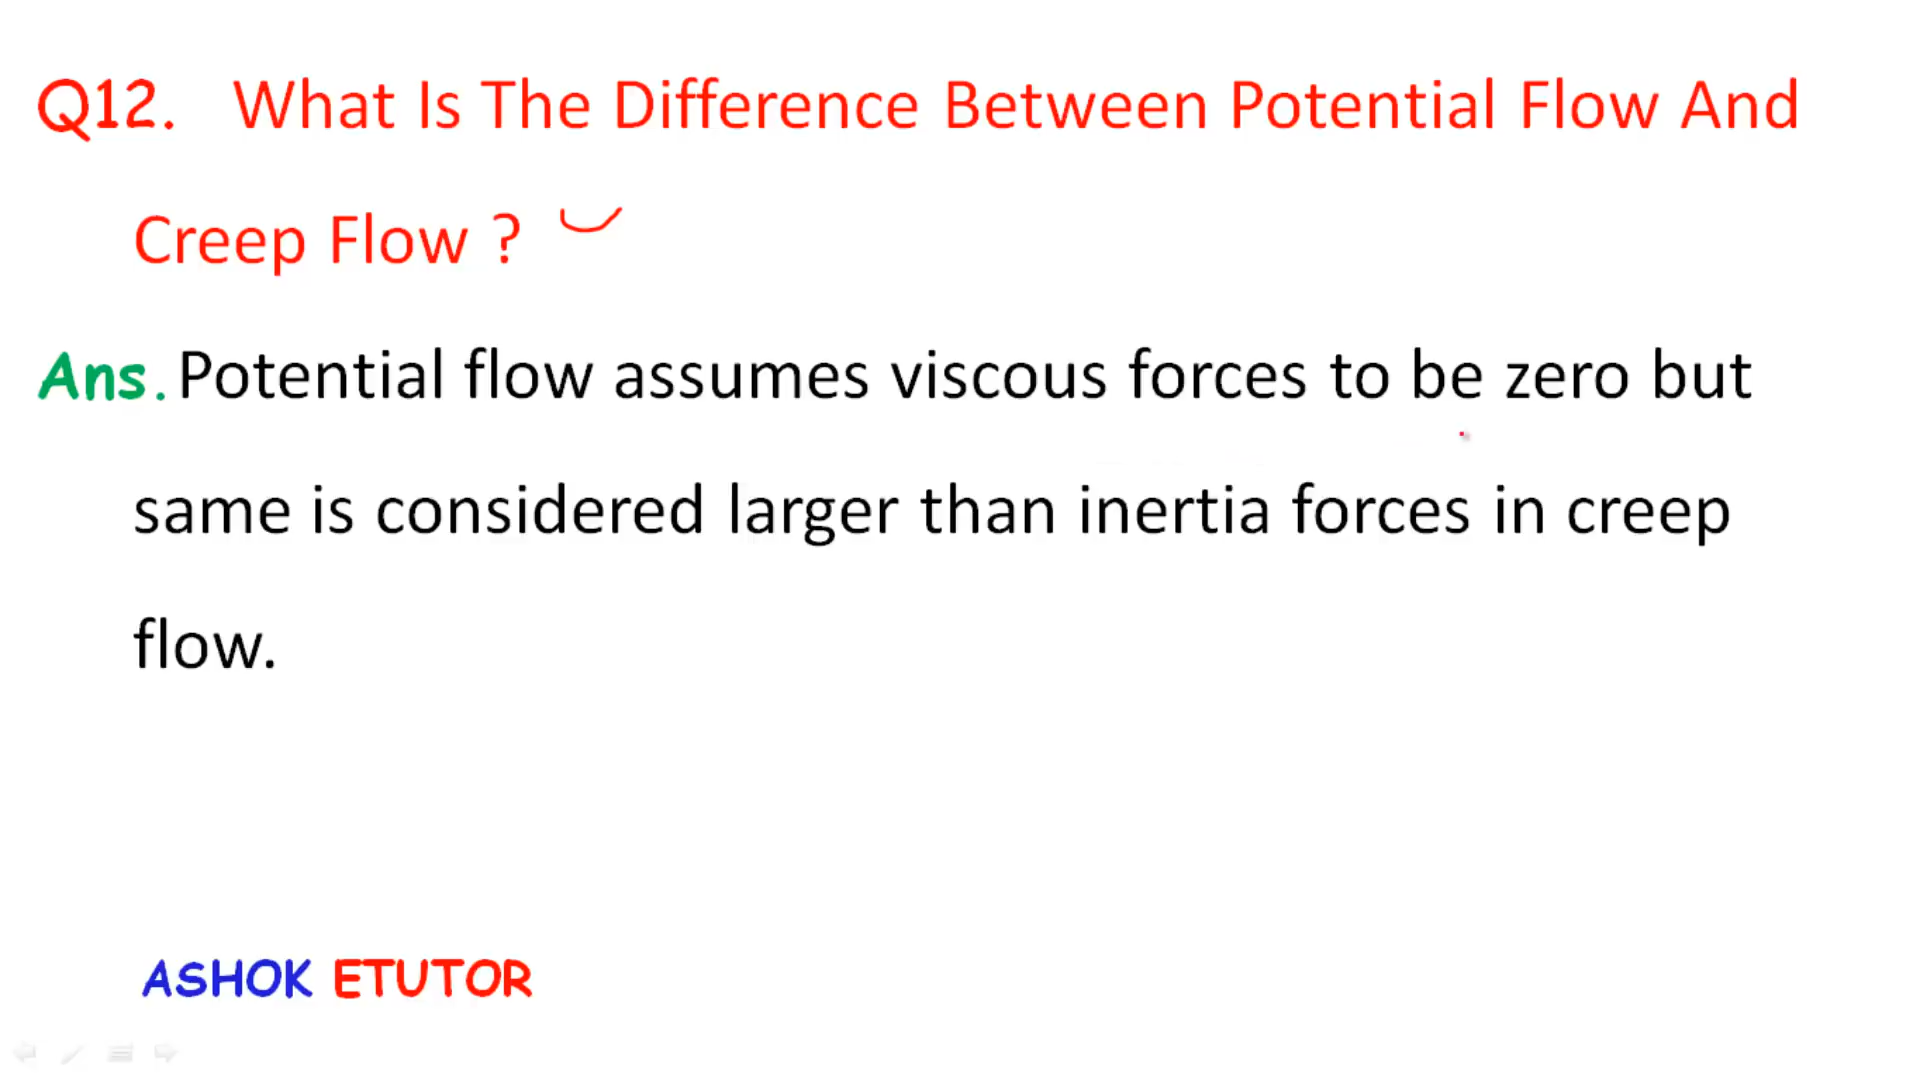 Q12. What Is The Difference Between Potential Flow And
Creep Flow ?
Ans. Potential flow assumes viscous forces to be zero but
same is considered larger than inertia forces in creep
flow.
ASHOK ETUTOR